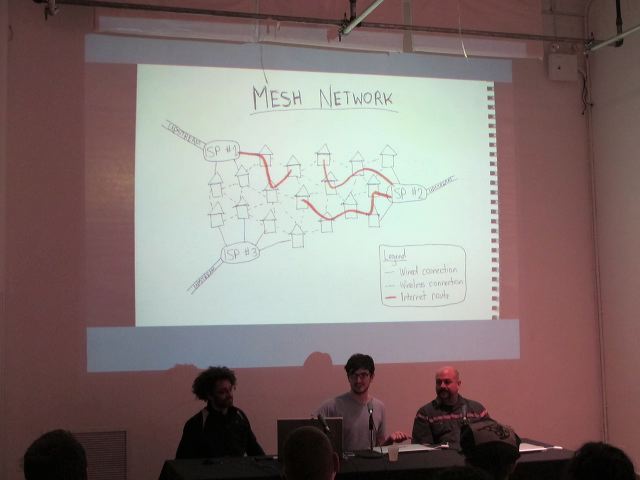 MESH NETWORK
UPSTREAM
ISP #1
ISP #2
UPSTREAM
ISP #3
UPSTREAM
Legend
Wired connection
Wireless connection
Internet route